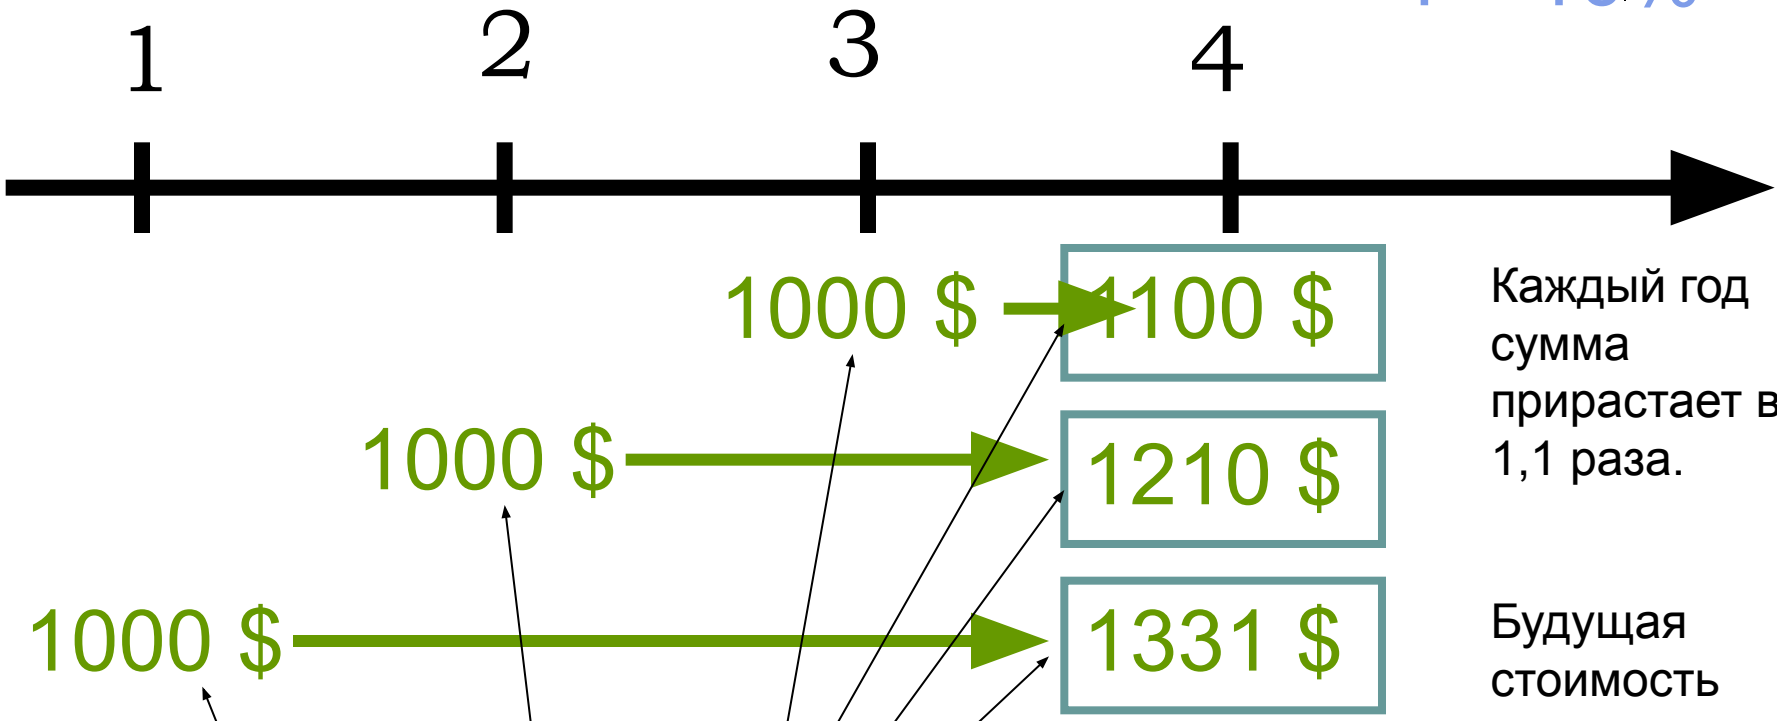 1 2 3 4
1000 $ 1100 $
Каждый год
сумма
прирастает в
1,1 раза.
1000 $ 1210 $
1000 $ 1331 $
Будущая
стоимость